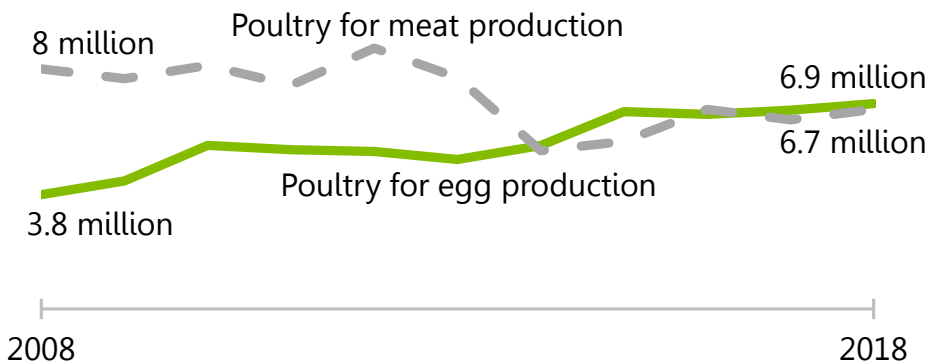 Poultry for meat production
8 million
6.9 million
6.7 million
Poultry for egg production
3.8 million
2008
2018